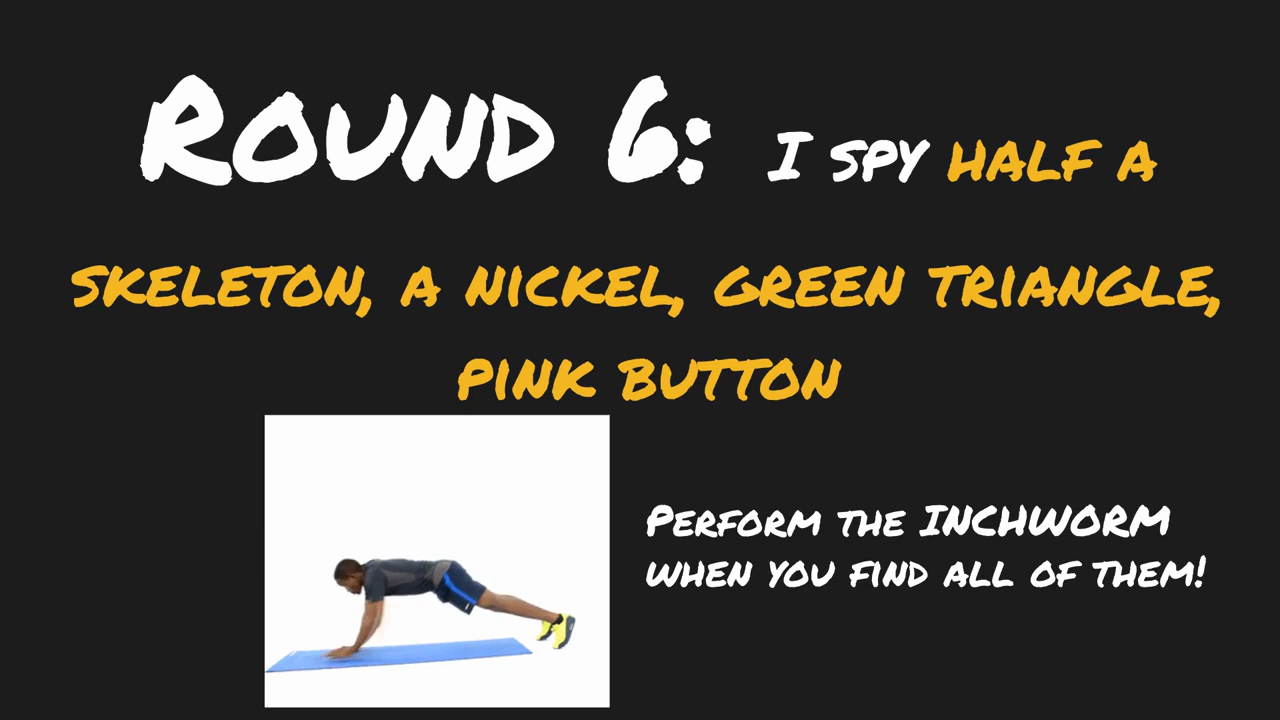 Round 6: I spy half a
skeleton, a nickel, green triangle,
pink button
Perform the INCHWORM
when you find all of them!